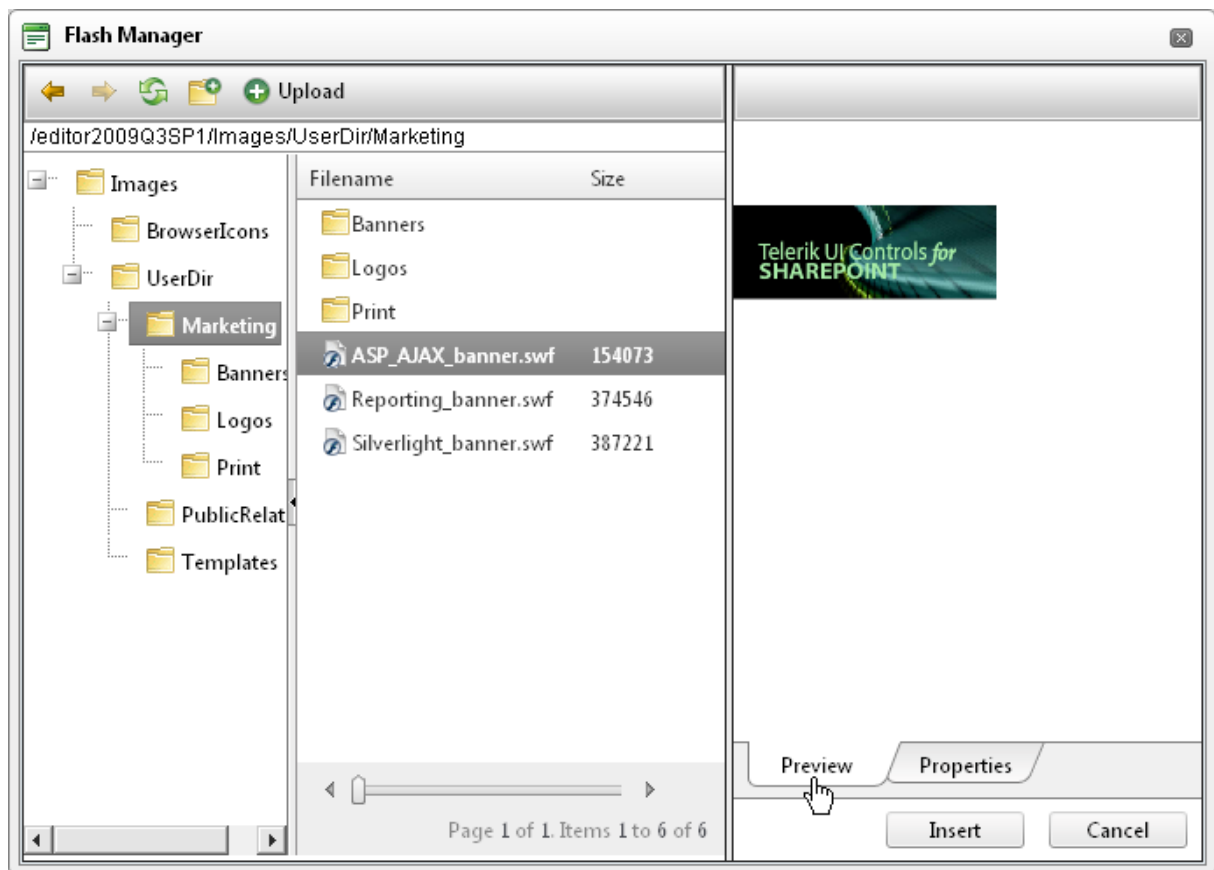 Flash Manager
Upload
/editor2009Q3SP1/Images/UserDir/Marketing
Images
BrowserIcons
UserDir
Marketing
Banners
Logos
Print
PublicRelat
Templates
Filename Size
Banners
Logos
Print
ASP_AJAX_banner.swf 154073
Reporting_banner.swf 374546
Silverlight_banner.swf 387221
Page 1 of 1. Items 1 to 6 of 6
Telerik UI Controls for
SHAREPOINT
Preview Properties
Insert Cancel